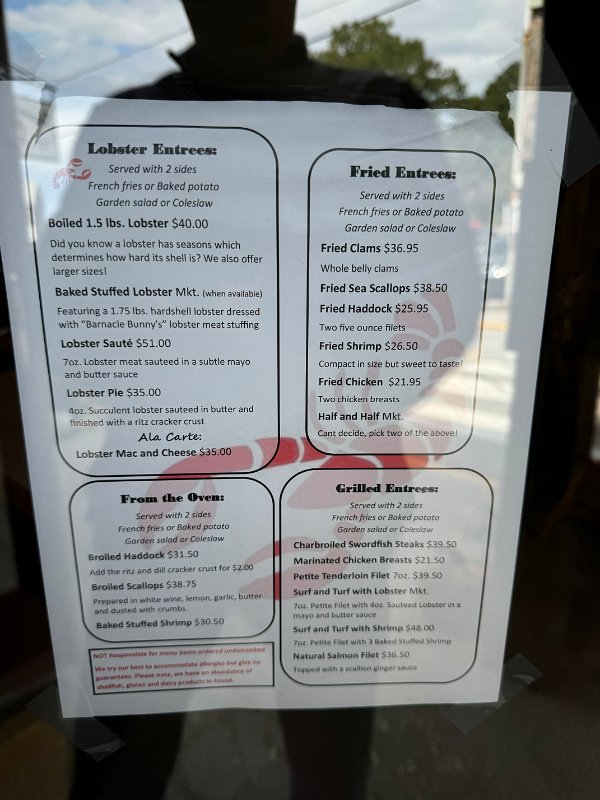 Lobster Entrees:
Served with 2 sides
French fries or Baked potato
Garden salad or Coleslaw
Boiled 1.5 lbs. Lobster $40.00
Did you know a lobster has seasons which
determines how hard its shell is? We also offer
larger sizes!
Baked Stuffed Lobster Mkt. (when available)
Featuring a 1.75 lbs. hardshell lobster dressed
with "Barnacle Bunny's" lobster meat stuffing
Lobster Sauté $51.00
7oz. Lobster meat sauteed in a subtle mayo
and butter sauce
Lobster Pie $35.00
4oz. Succulent lobster sauteed in butter and
finished with a ritz cracker crust
Ala Carte:
Lobster Mac and Cheese $35.00
Fried Entrees:
Served with 2 sides
French fries or Baked potato
Garden salad or Coleslaw
Fried Clams $36.95
Whole belly clams
Fried Sea Scallops $38.50
Fried Haddock $25.95
Two five ounce filets
Fried Shrimp $26.50
Compact in size but sweet to taste!
Fried Chicken $21.95
Two chicken breasts
Half and Half Mkt.
Cant decide, pick two of the above!
From the Oven:
Served with 2 sides
French fries or Baked potato
Garden salad or Coleslaw
Broiled Haddock $31.50
Add the ritz and dill cracker crust for $2.00
Broiled Scallops $38.75
Prepared in white wine, lemon, garlic, butter
and dusted with crumbs.
Baked Stuffed Shrimp $30.50
Grilled Entrees:
Served with 2 sides
French fries or Baked potato
Garden salad or Coleslaw
Charbroiled Swordfish Steaks $39.50
Marinated Chicken Breasts $21.50
Petite Tenderloin Filet 7oz. $39.50
Surf and Turf with Lobster Mkt.
7oz. Petite Filet with 4oz. Sauteed Lobster in a
mayo and butter sauce
Surf and Turf with Shrimp $48.00
7oz. Petite Filet with 3 Baked Stuffed Shrimp
Natural Salmon Filet $36.50
Topped with a scallion ginger sauce
NOT Responsible for menu items ordered undercooked.
We try our best to accommodate allergies but give no
guarantees. Please note, we have an abundance of
shellfish, gluten and dairy products in house.